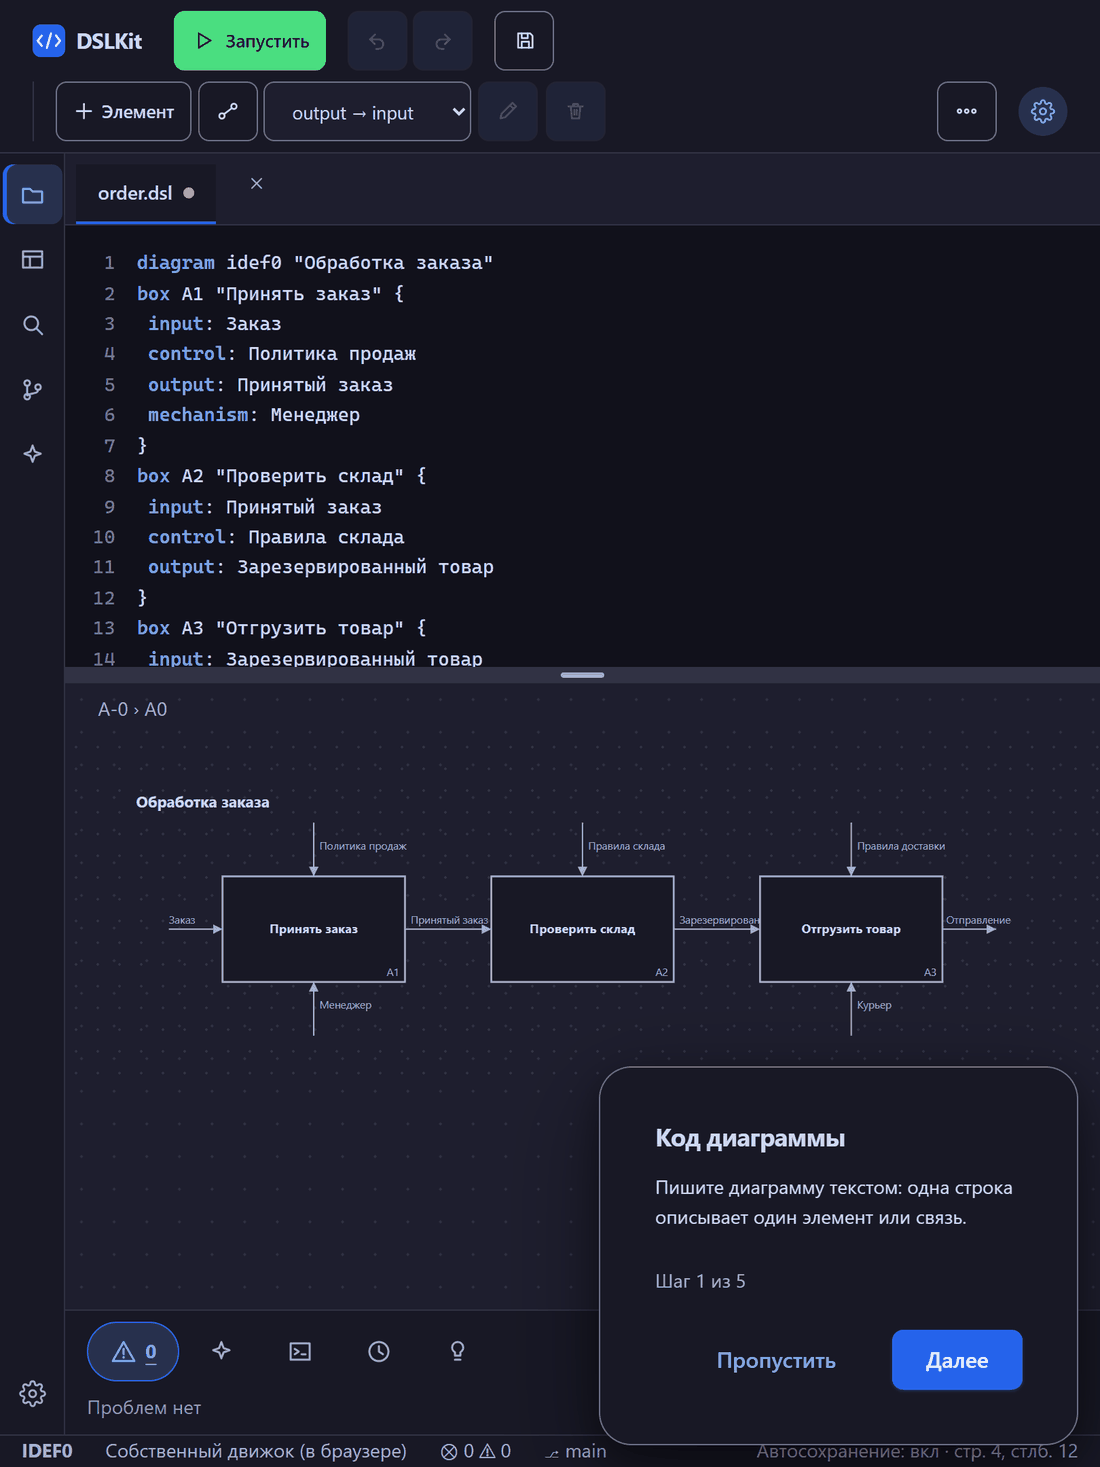 DSLKit
Запустить
Элемент
output → input
order.dsl
1 diagram idef0 "Обработка заказа"
2 box A1 "Принять заказ" {
3 input: Заказ
4 control: Политика продаж
5 output: Принятый заказ
6 mechanism: Менеджер
7 }
8 box A2 "Проверить склад" {
9 input: Принятый заказ
10 control: Правила склада
11 output: Зарезервированный товар
12 }
13 box A3 "Отгрузить товар" {
14 input: Зарезервированный товар
A-0 › A0
Обработка заказа
Политика продаж
Правила склада
Правила доставки
Заказ
Принять заказ
A1
Принятый заказ
Проверить склад
A2
Зарезервирован
Отгрузить товар
A3
Отправление
Менеджер
Курьер
Код диаграммы
Пишите диаграмму текстом: одна строка
описывает один элемент или связь.
Шаг 1 из 5
Пропустить
Далее
0
Проблем нет
IDEF0
Собственный движок (в браузере)
0
0
main
Автосохранение: вкл · стр. 4, стлб. 12